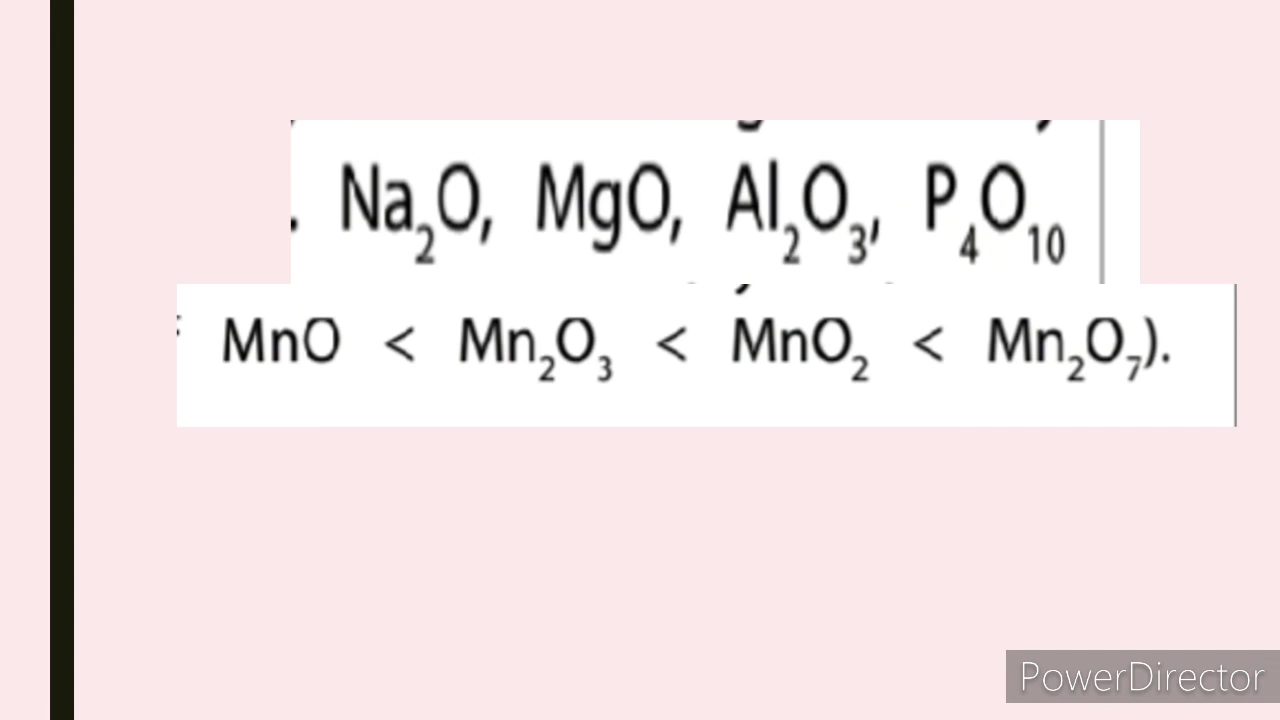 . Na₂O, MgO, Al₂O₃, P₄O₁₀
MnO < Mn₂O₃ < MnO₂ < Mn₂O₇).
PowerDirector